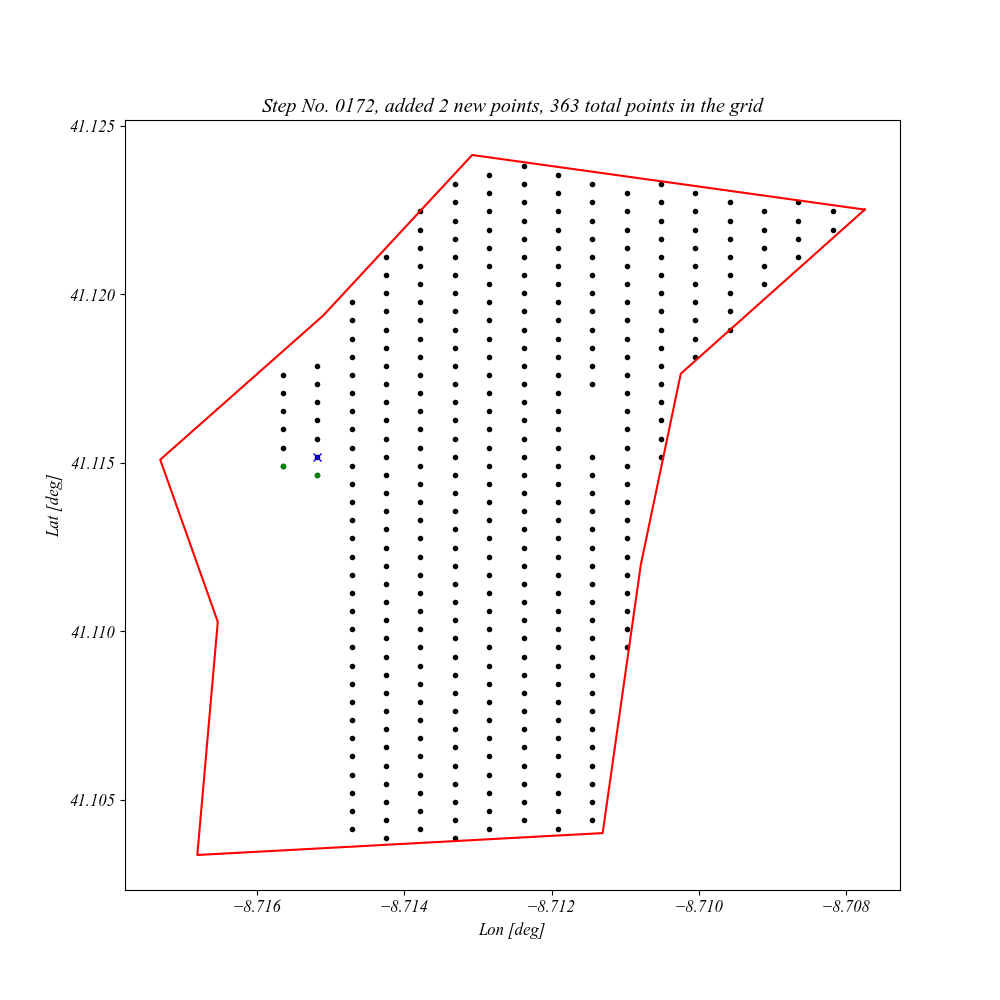 Step No. 0172, added 2 new points, 363 total points in the grid
41.125
41.120
41.115
41.110
41.105
Lat [deg]
−8.716 −8.714 −8.712 −8.710 −8.708
Lon [deg]